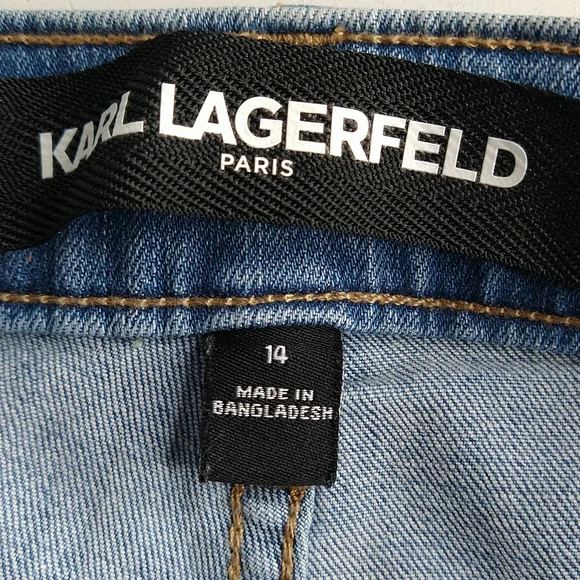 KARL LAGERFELD
PARIS
14
MADE IN
BANGLADESH